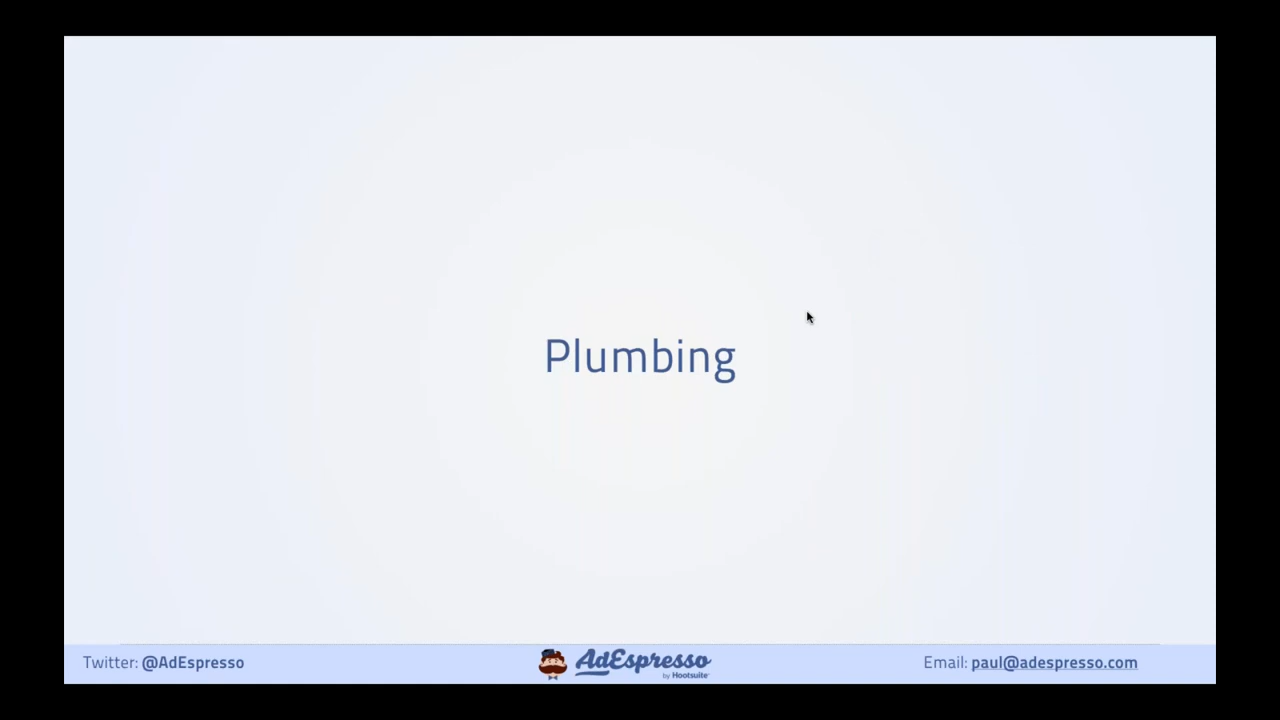 Plumbing
Twitter: @AdEspresso
AdEspresso
by Hootsuite
Email: paul@adespresso.com